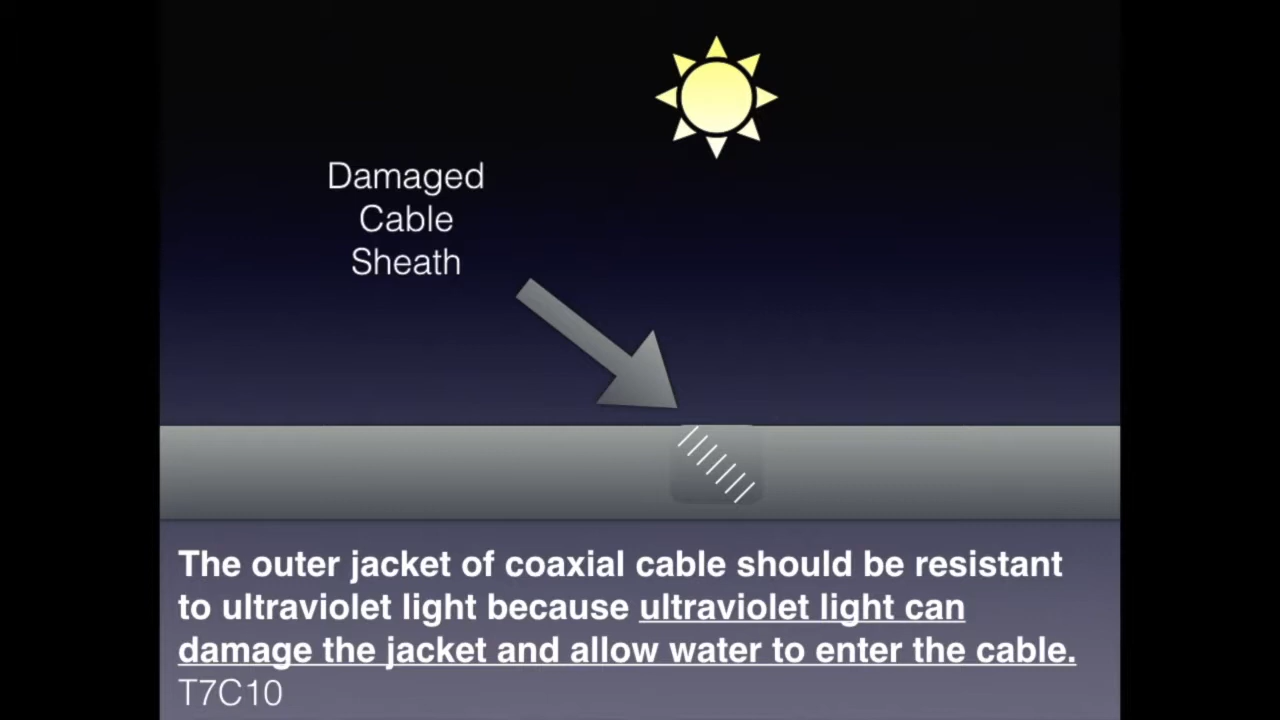 Damaged
Cable
Sheath
The outer jacket of coaxial cable should be resistant
to ultraviolet light because ultraviolet light can
damage the jacket and allow water to enter the cable.
T7C10